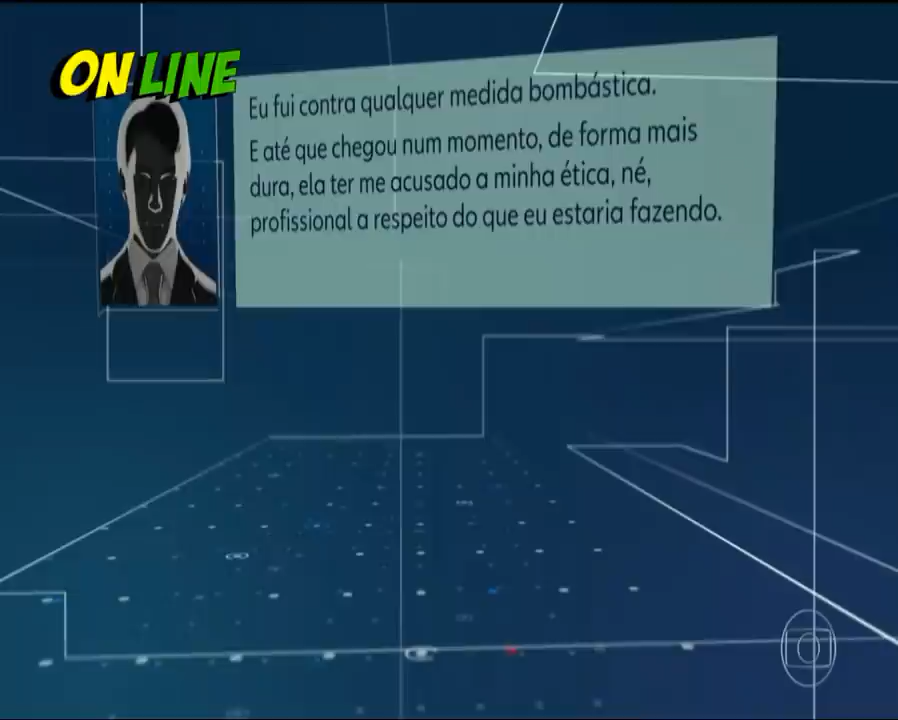 ON LINE
Eu fui contra qualquer medida bombástica.
E até que chegou num momento, de forma mais
dura, ela ter me acusado a minha ética, né,
profissional a respeito do que eu estaria fazendo.